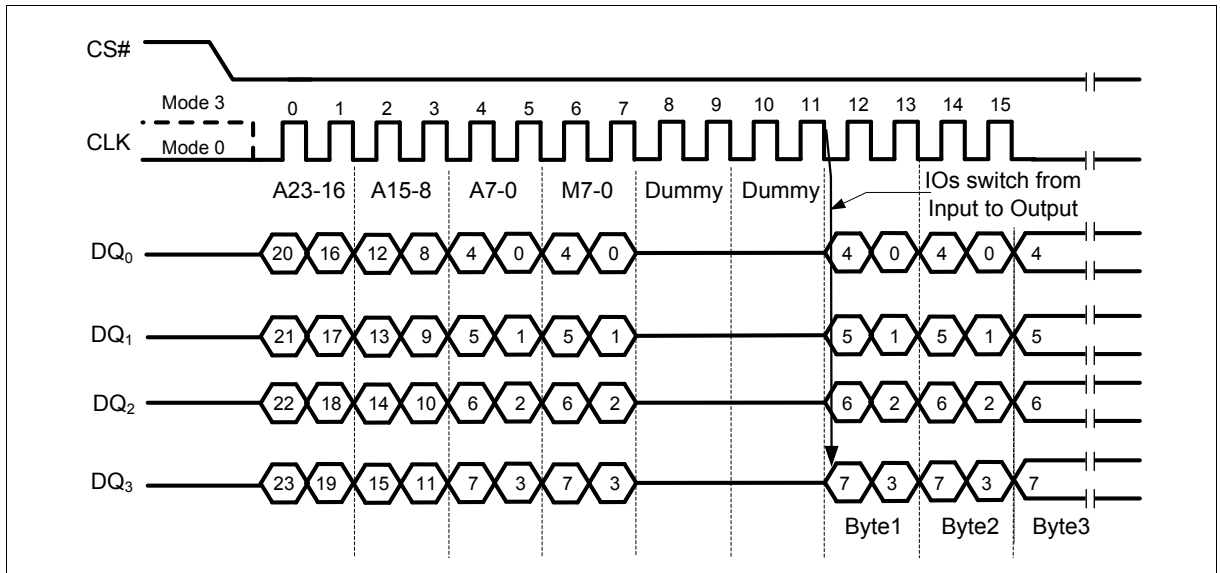 CS#
Mode 3 0 1 2 3 4 5 6 7 8 9 10 11 12 13 14 15
CLK Mode 0
A23-16 A15-8 A7-0 M7-0 Dummy Dummy
IOs switch from
Input to Output
DQ0 20 16 12 8 4 0 4 0 4 0 4 0 4
DQ1 21 17 13 9 5 1 5 1 5 1 5 1 5
DQ2 22 18 14 10 6 2 6 2 6 2 6 2 6
DQ3 23 19 15 11 7 3 7 3 7 3 7 3 7
Byte1 Byte2 Byte3